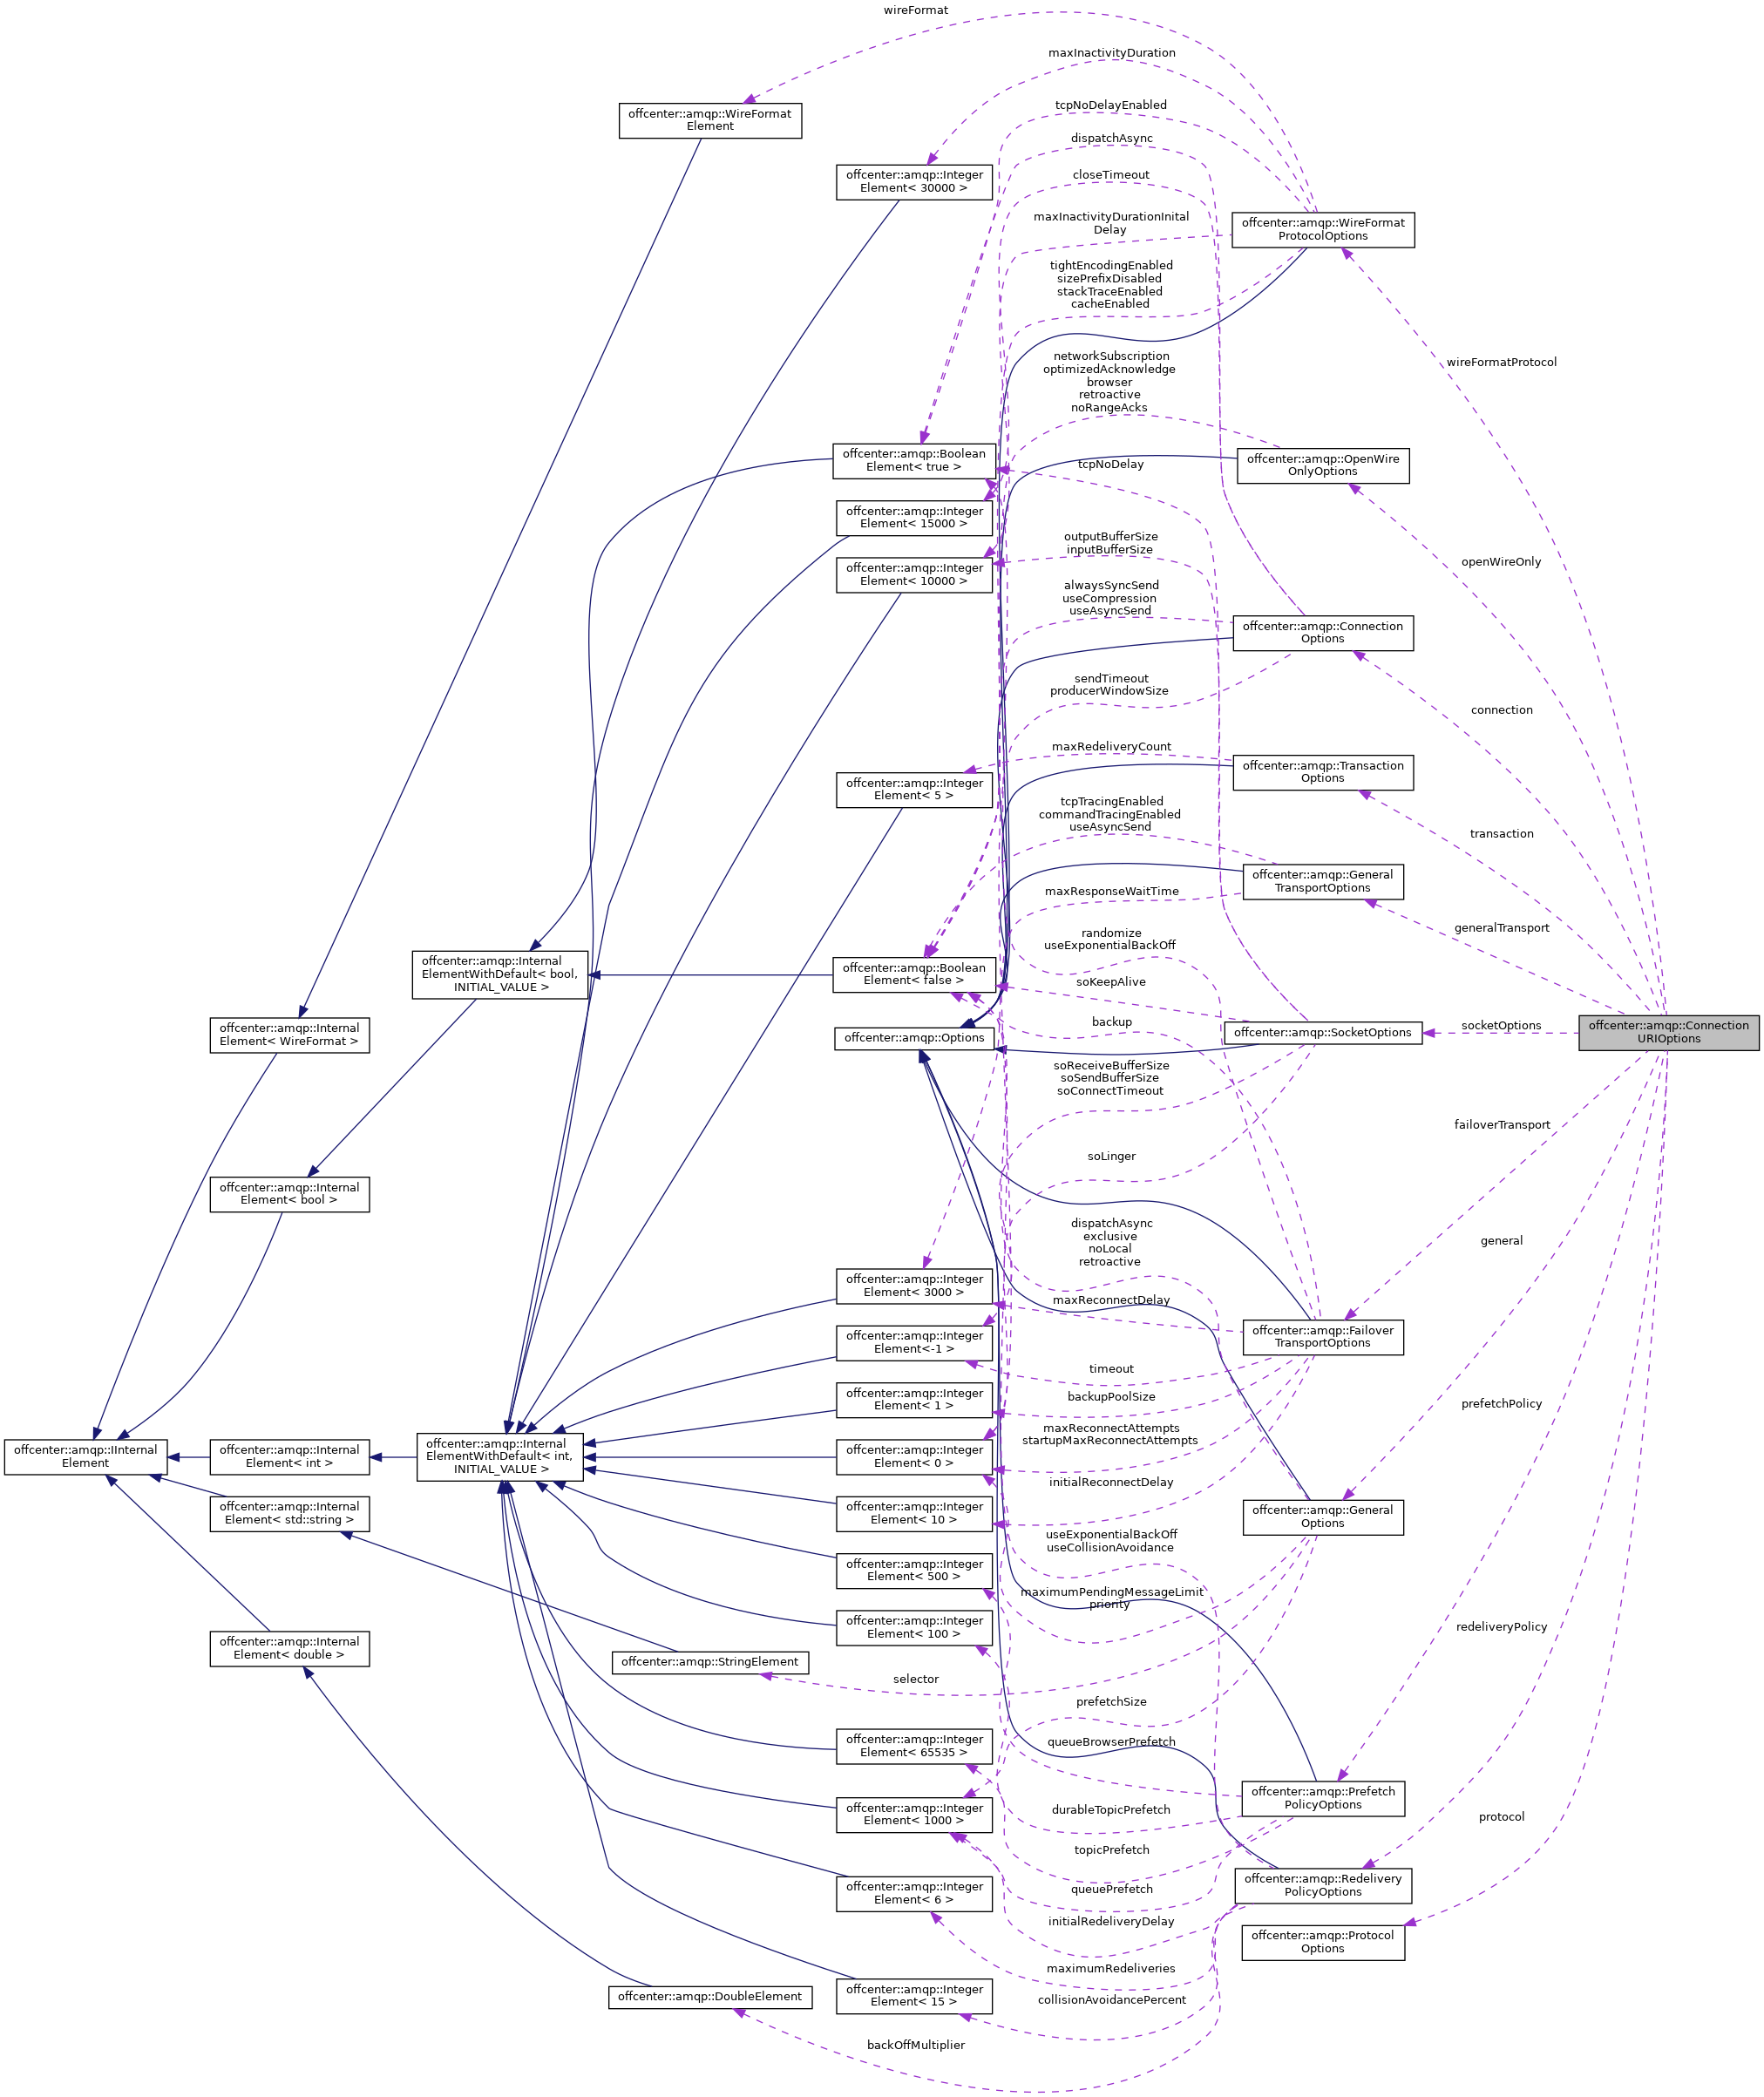 wireFormat
maxInactivityDuration
tcpNoDelayEnabled
offcenter::amqp::WireFormat
Element
dispatchAsync
closeTimeout
offcenter::amqp::Integer
Element< 30000 >
maxInactivityDurationInital
Delay
offcenter::amqp::WireFormat
ProtocolOptions
tightEncodingEnabled
sizePrefixDisabled
stackTraceEnabled
cacheEnabled
networkSubscription
optimizedAcknowledge
browser
retroactive
noRangeAcks
wireFormatProtocol
offcenter::amqp::Boolean
Element< true >
tcpNoDelay
offcenter::amqp::OpenWire
OnlyOptions
offcenter::amqp::Integer
Element< 15000 >
outputBufferSize
inputBufferSize
openWireOnly
offcenter::amqp::Integer
Element< 10000 >
alwaysSyncSend
useCompression
useAsyncSend
offcenter::amqp::Connection
Options
sendTimeout
producerWindowSize
connection
maxRedeliveryCount
offcenter::amqp::Transaction
Options
offcenter::amqp::Integer
Element< 5 >
tcpTracingEnabled
commandTracingEnabled
useAsyncSend
transaction
offcenter::amqp::General
TransportOptions
maxResponseWaitTime
generalTransport
randomize
useExponentialBackOff
offcenter::amqp::Internal
ElementWithDefault< bool,
INITIAL_VALUE >
offcenter::amqp::Boolean
Element< false >
soKeepAlive
offcenter::amqp::Internal
Element< WireFormat >
offcenter::amqp::Options
backup
offcenter::amqp::SocketOptions
socketOptions
offcenter::amqp::Connection
URIOptions
soReceiveBufferSize
soSendBufferSize
soConnectTimeout
failoverTransport
soLinger
offcenter::amqp::Internal
Element< bool >
dispatchAsync
exclusive
noLocal
retroactive
general
offcenter::amqp::Integer
Element< 3000 >
maxReconnectDelay
offcenter::amqp::Failover
TransportOptions
offcenter::amqp::Integer
Element<-1 >
timeout
offcenter::amqp::Integer
Element< 1 >
backupPoolSize
prefetchPolicy
maxReconnectAttempts
startupMaxReconnectAttempts
offcenter::amqp::IInternal
Element
offcenter::amqp::Internal
Element< int >
offcenter::amqp::Internal
ElementWithDefault< int,
INITIAL_VALUE >
offcenter::amqp::Integer
Element< 0 >
initialReconnectDelay
offcenter::amqp::Internal
Element< std::string >
offcenter::amqp::Integer
Element< 10 >
offcenter::amqp::General
Options
useExponentialBackOff
useCollisionAvoidance
offcenter::amqp::Integer
Element< 500 >
maximumPendingMessageLimit
priority
offcenter::amqp::Integer
Element< 100 >
redeliveryPolicy
offcenter::amqp::Internal
Element< double >
offcenter::amqp::StringElement
selector
prefetchSize
offcenter::amqp::Integer
Element< 65535 >
queueBrowserPrefetch
offcenter::amqp::Prefetch
PolicyOptions
offcenter::amqp::Integer
Element< 1000 >
durableTopicPrefetch
protocol
topicPrefetch
offcenter::amqp::Integer
Element< 6 >
queuePrefetch
offcenter::amqp::Redelivery
PolicyOptions
initialRedeliveryDelay
offcenter::amqp::Protocol
Options
maximumRedeliveries
offcenter::amqp::DoubleElement
offcenter::amqp::Integer
Element< 15 >
collisionAvoidancePercent
backOffMultiplier